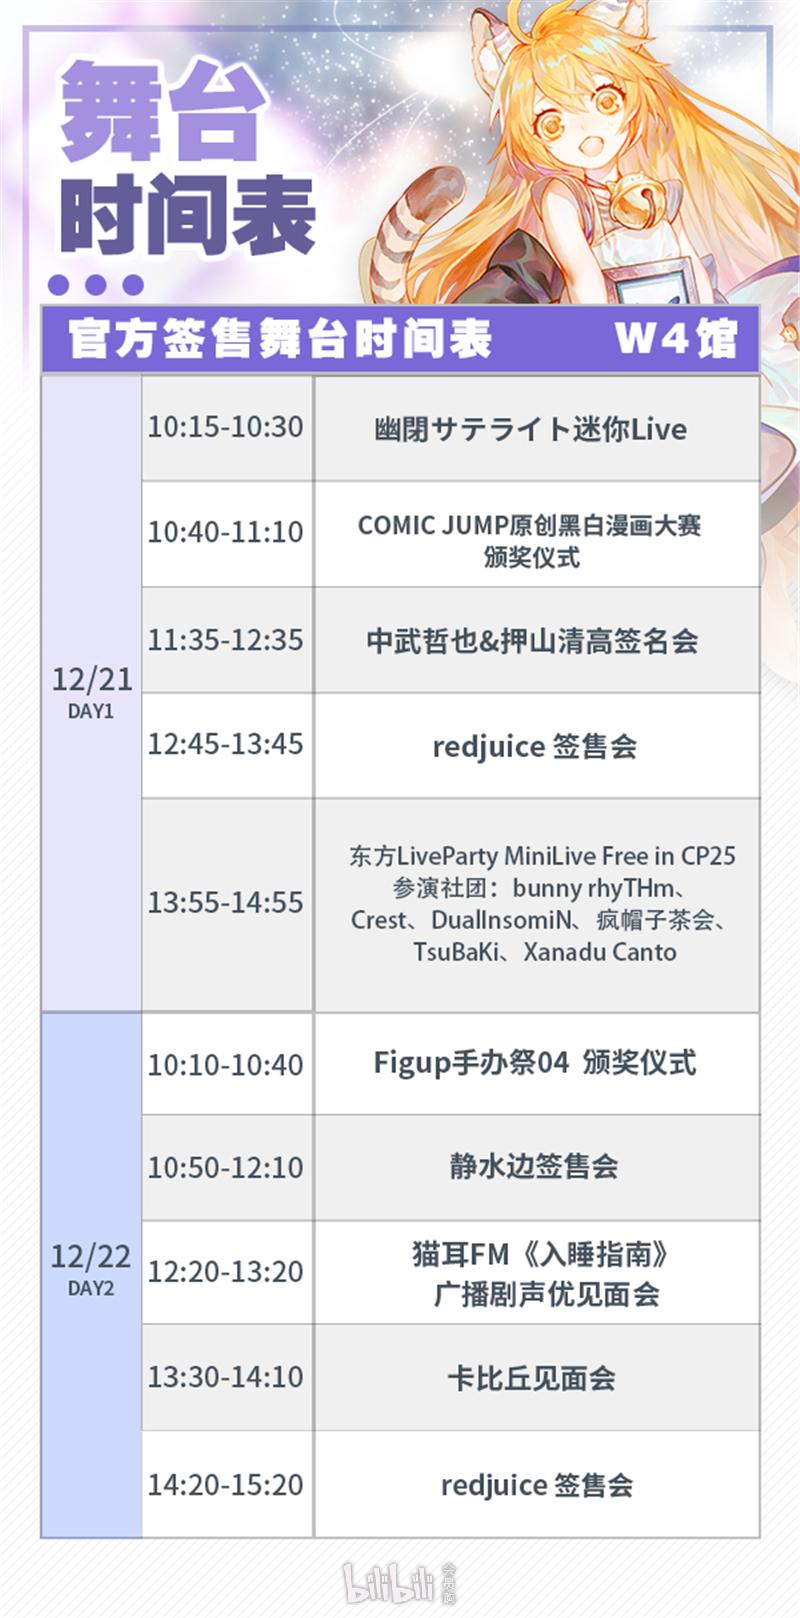 舞台
时间表
官方签售舞台时间表 W4馆
12/21
DAY1
10:15-10:30 幽閉サテライト迷你Live
10:40-11:10 COMIC JUMP原创黑白漫画大赛
颁奖仪式
11:35-12:35 中武哲也&押山清高签名会
12:45-13:45 redjuice 签售会
13:55-14:55 东方LiveParty MiniLive Free in CP25
参演社团：bunny rhyTHm、
Crest、DualInsomiN、疯帽子茶会、
TsuBaKi、Xanadu Canto
12/22
DAY2
10:10-10:40 Figup手办祭04 颁奖仪式
10:50-12:10 静水边签售会
12:20-13:20 猫耳FM《入睡指南》
广播剧声优见面会
13:30-14:10 卡比丘见面会
14:20-15:20 redjuice 签售会
bilibili